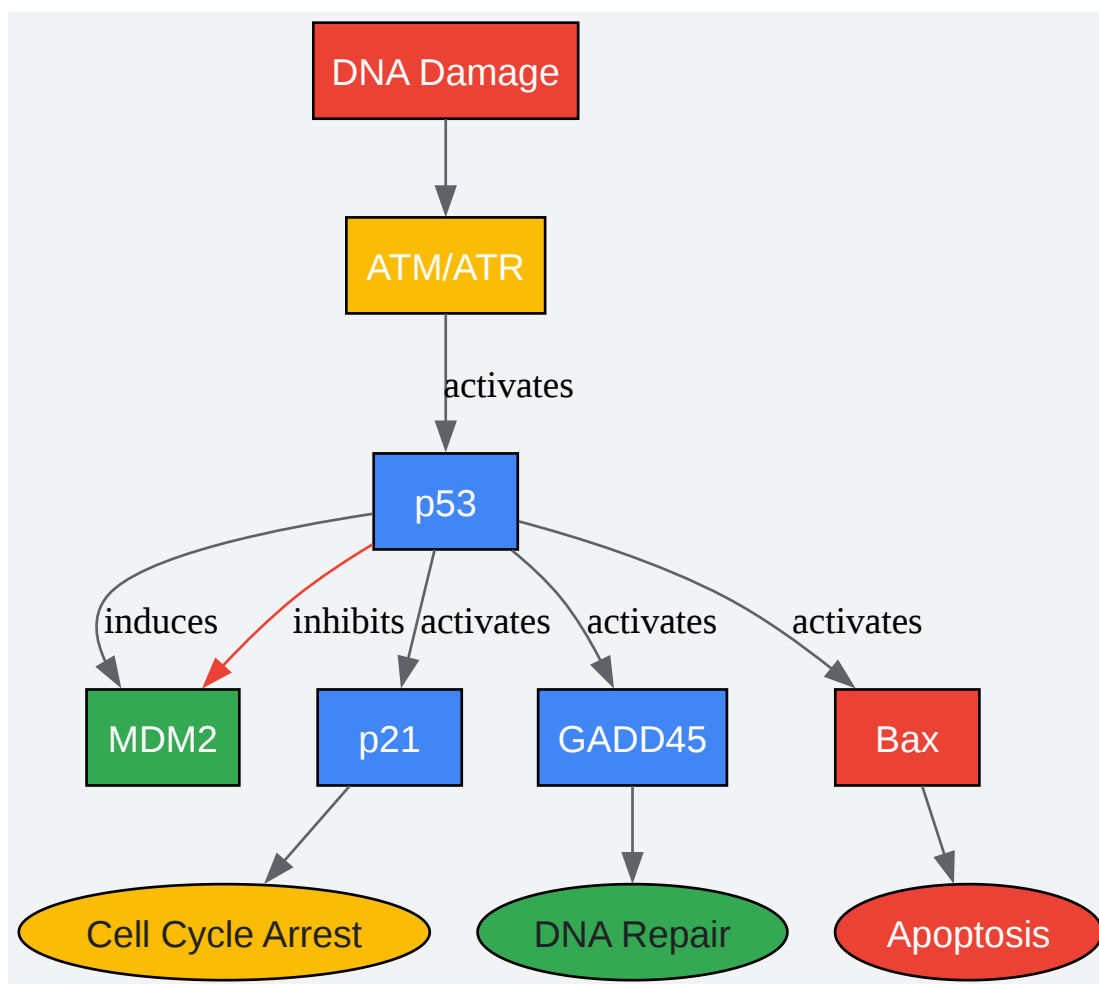 DNA Damage
ATM/ATR
activates
p53
induces
inhibits
activates
activates
activates
MDM2
p21
GADD45
Bax
Cell Cycle Arrest
DNA Repair
Apoptosis